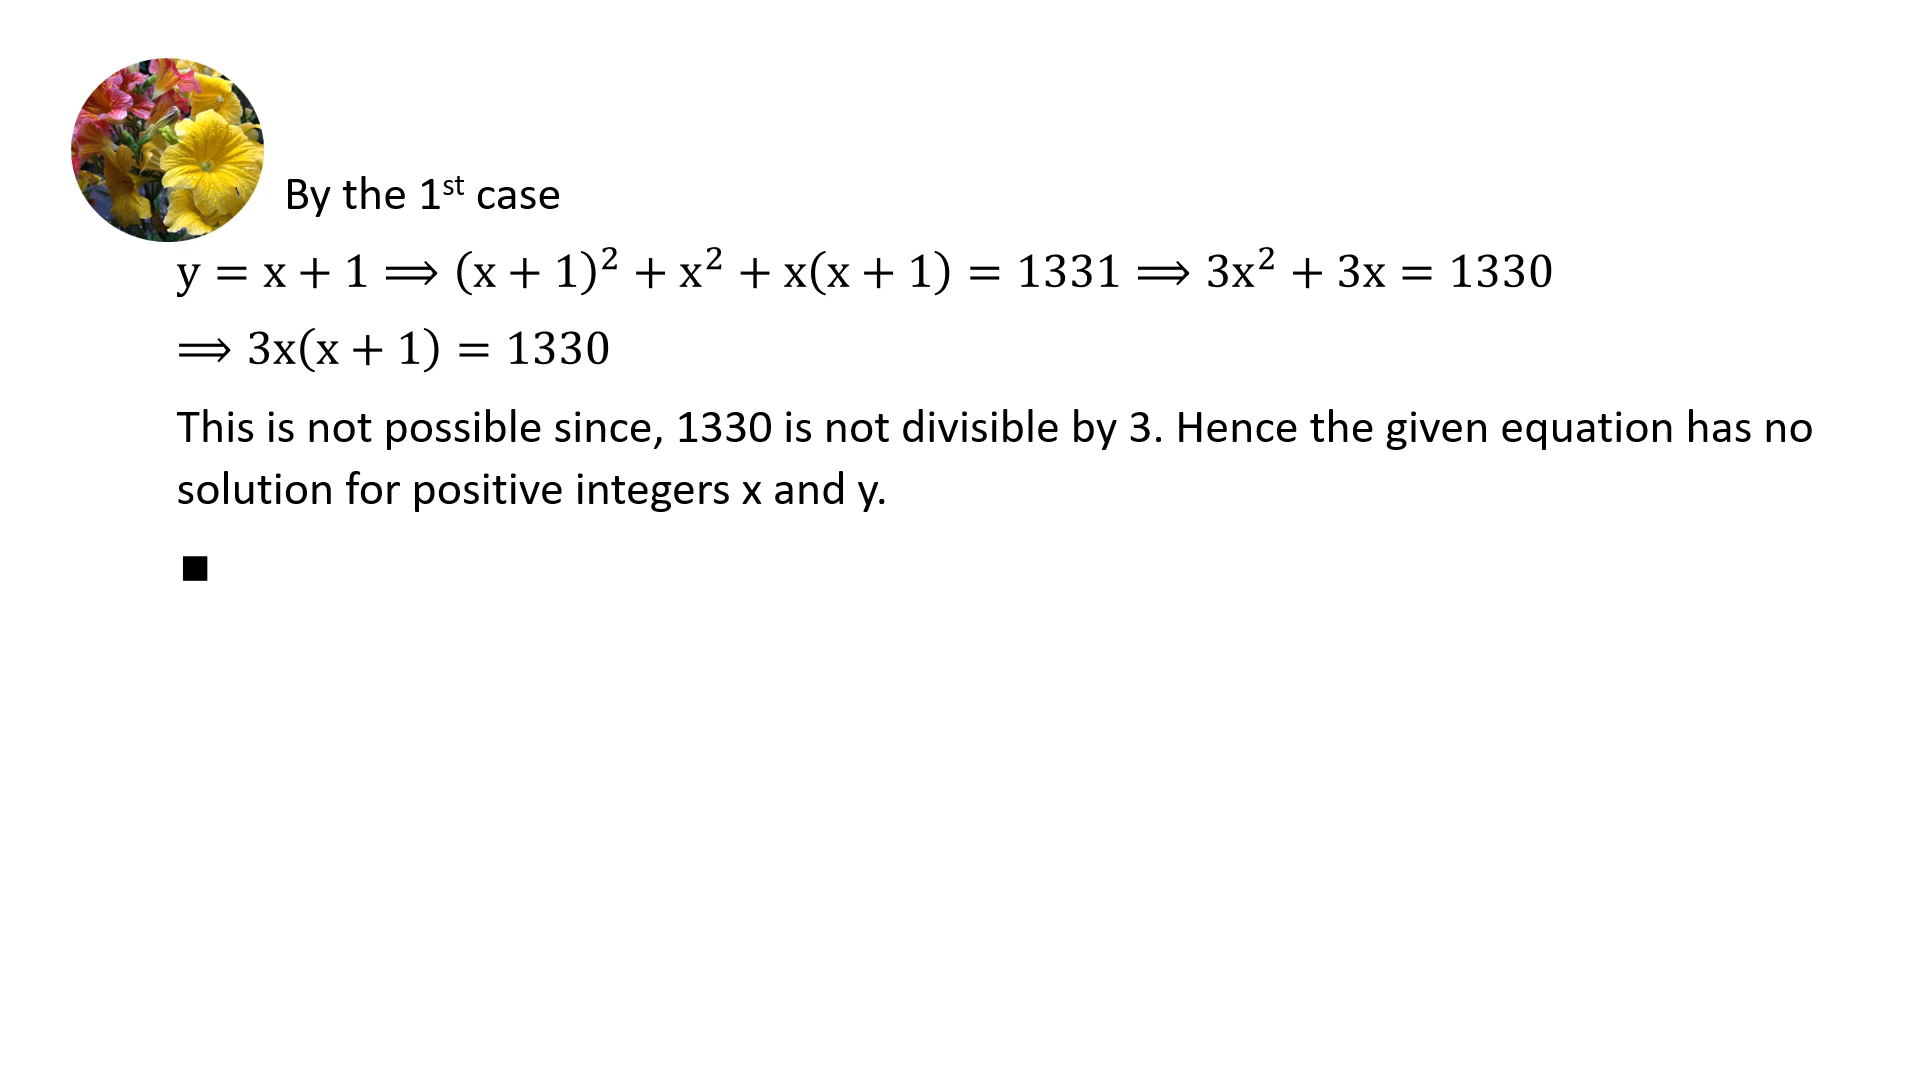 By the 1st case
y = x + 1 ⟹ (x + 1)² + x² + x(x + 1) = 1331 ⟹ 3x² + 3x = 1330
⟹ 3x(x + 1) = 1330
This is not possible since, 1330 is not divisible by 3. Hence the given equation has no
solution for positive integers x and y.
■